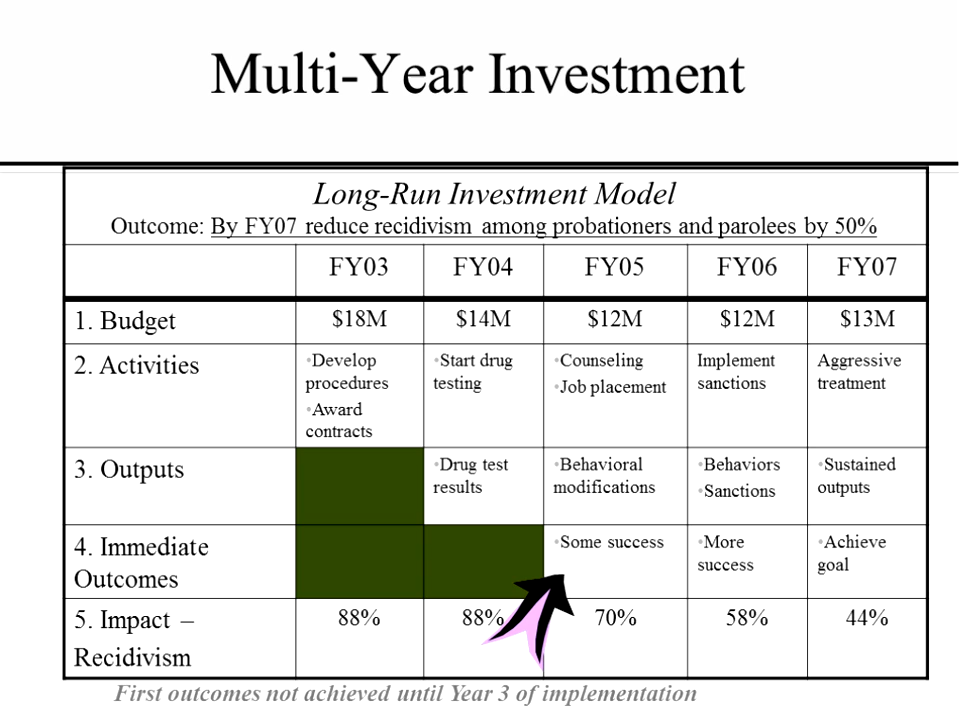 Multi-Year Investment
Long-Run Investment Model
Outcome: By FY07 reduce recidivism among probationers and parolees by 50%
FY03 FY04 FY05 FY06 FY07
1. Budget $18M $14M $12M $12M $13M
2. Activities
•Develop
procedures
•Award
contracts
•Start drug
testing
•Counseling
•Job placement
Implement
sanctions
Aggressive
treatment
3. Outputs
•Drug test
results
•Behavioral
modifications
•Behaviors
•Sanctions
•Sustained
outputs
4. Immediate
Outcomes
•Some success
•More
success
•Achieve
goal
5. Impact –
Recidivism
88% 88% 70% 58% 44%
First outcomes not achieved until Year 3 of implementation